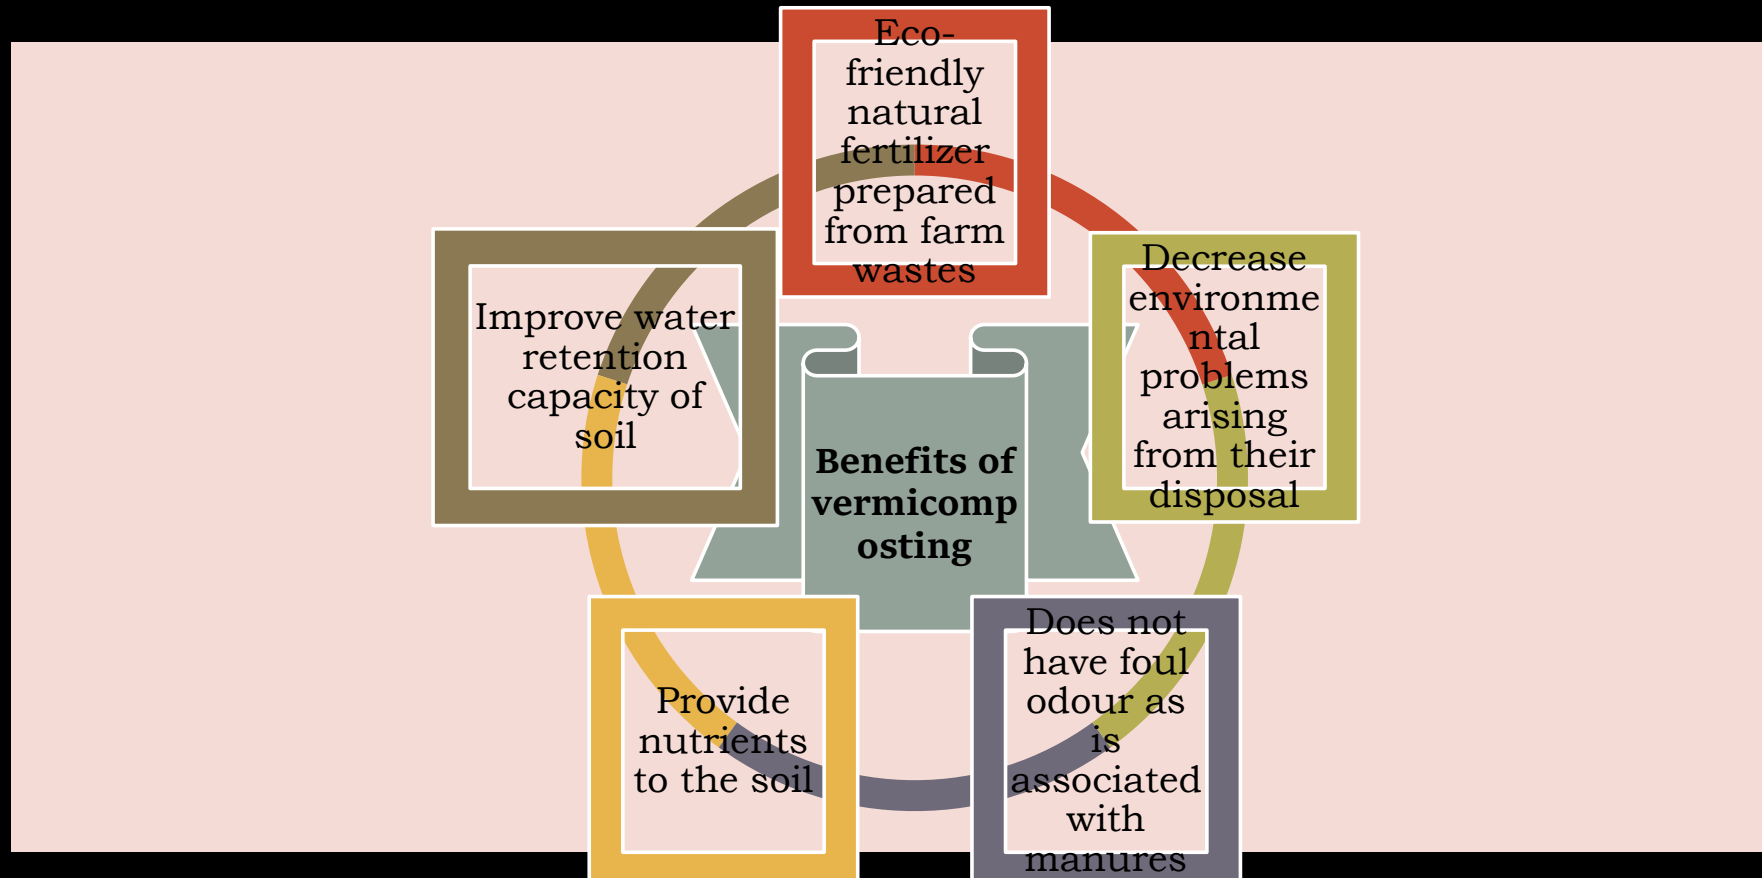 Eco-
friendly
natural
fertilizer
prepared
from farm
wastes
Decrease
environme
ntal
problems
arising
from their
disposal
Does not
have foul
odour as
is
associated
with
manures
Provide
nutrients
to the soil
Improve water
retention
capacity of
soil
Benefits of
vermicomp
osting